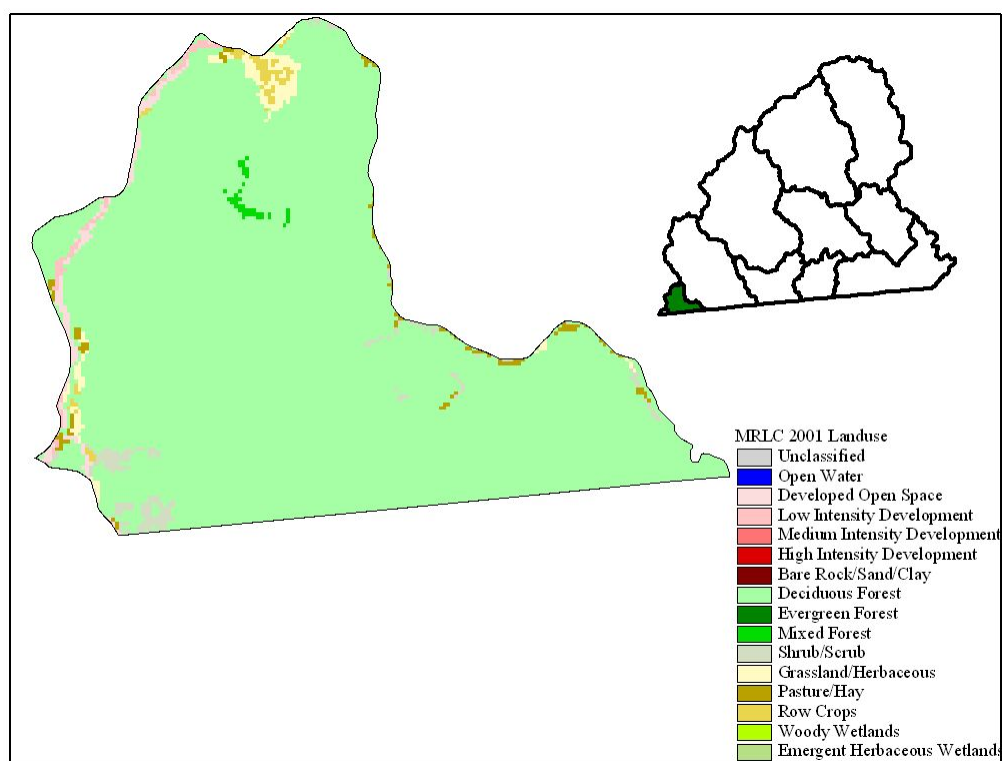 MRLC 2001 Landuse
Unclassified
Open Water
Developed Open Space
Low Intensity Development
Medium Intensity Development
High Intensity Development
Bare Rock/Sand/Clay
Deciduous Forest
Evergreen Forest
Mixed Forest
Shrub/Scrub
Grassland/Herbaceous
Pasture/Hay
Row Crops
Woody Wetlands
Emergent Herbaceous Wetlands